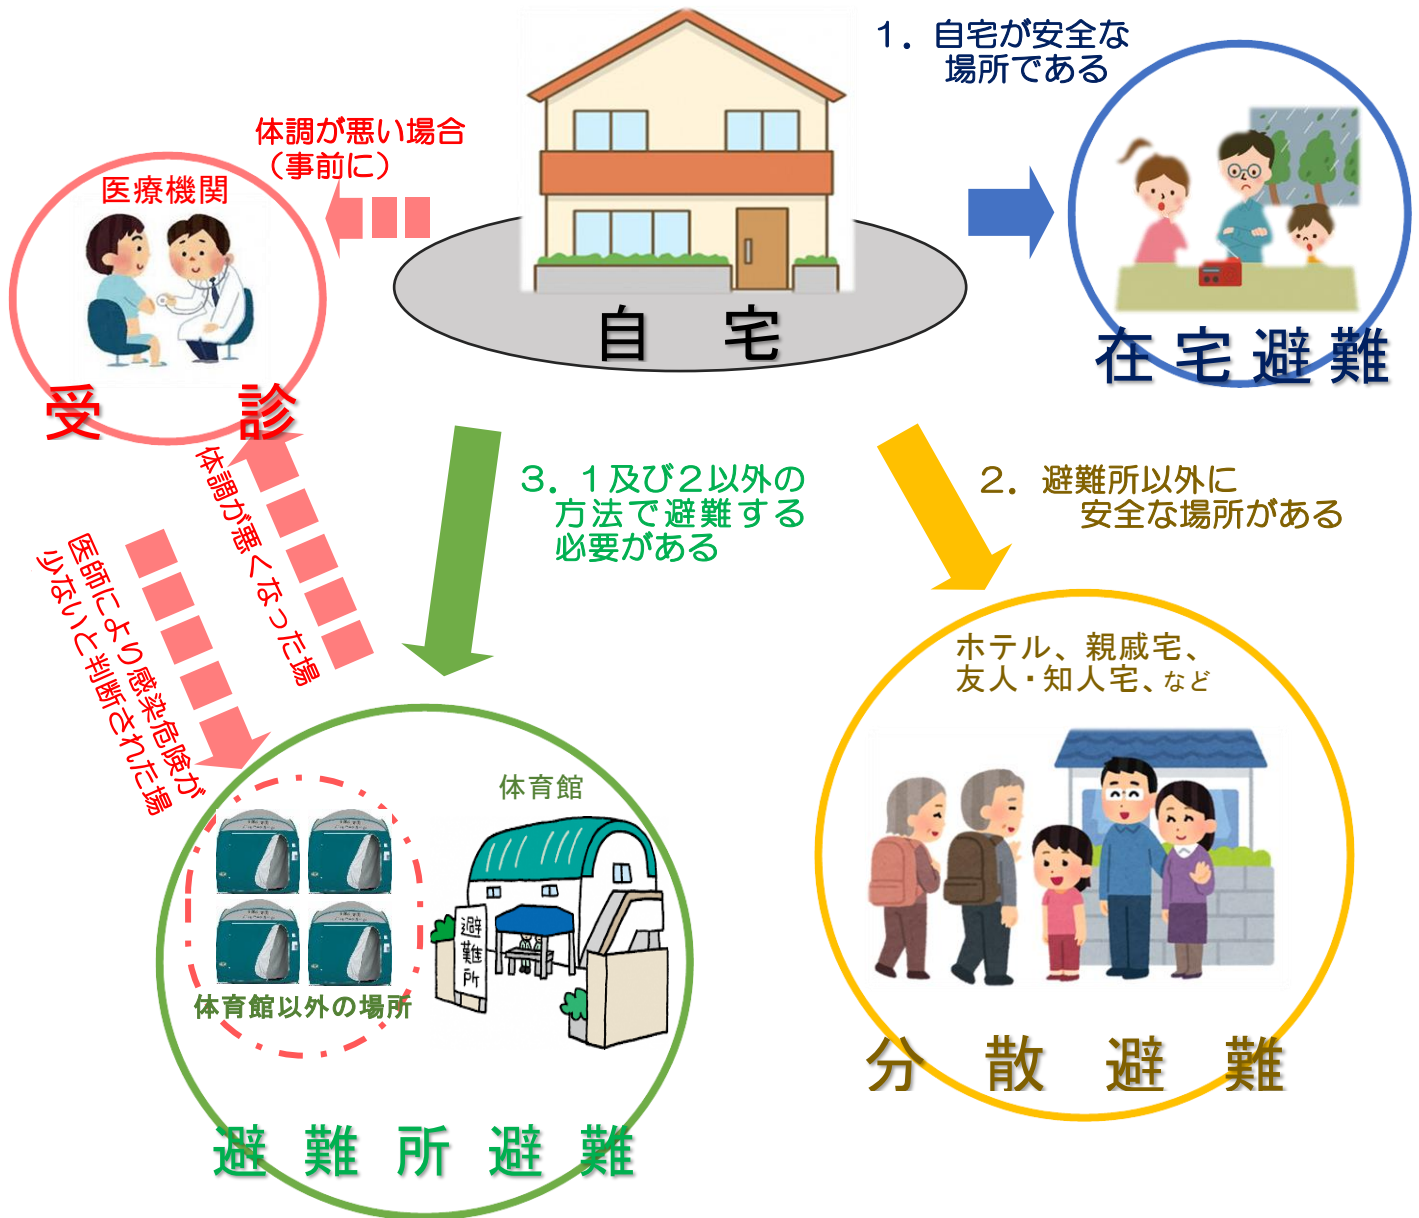 １．自宅が安全な
場所である
体調が悪い場合
（事前に）
医療機関
受　診
自　宅
在宅避難
３．１及び２以外の
方法で避難する
必要がある
２．避難所以外に
安全な場所がある
体調が悪くなった場
医師により感染危険が
少ないと判断された場
ホテル、親戚宅、
友人・知人宅、など
体育館
避難所
体育館以外の場所
分散避難
避難所避難